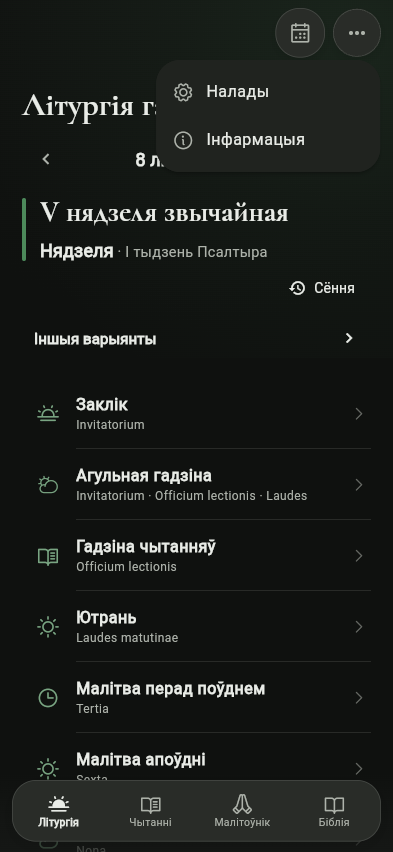 Налады
Інфармацыя
Літургія
8
V нядзеля звычайная
Нядзеля · I тыдзень Псалтыра
Сёння
Іншыя варыянты
Заклік
Invitatorium
Агульная гадзіна
Invitatorium · Officium lectionis · Laudes
Гадзіна чытанняў
Officium lectionis
Ютрань
Laudes matutinae
Малітва перад поўднем
Tertia
Малітва апоўдні
Sexta
Літургія
Чытанні
Малітоўнік
Біблія
Nona